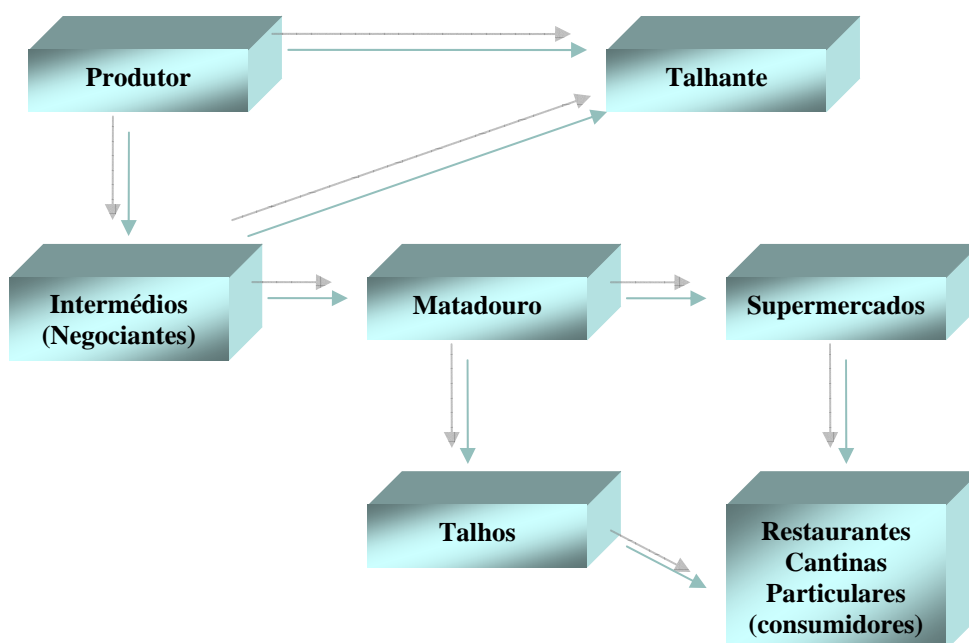 Produtor
Talhante
Intermédios
(Negociantes)
Matadouro
Supermercados
Talhos
Restaurantes
Cantinas
Particulares
(consumidores)